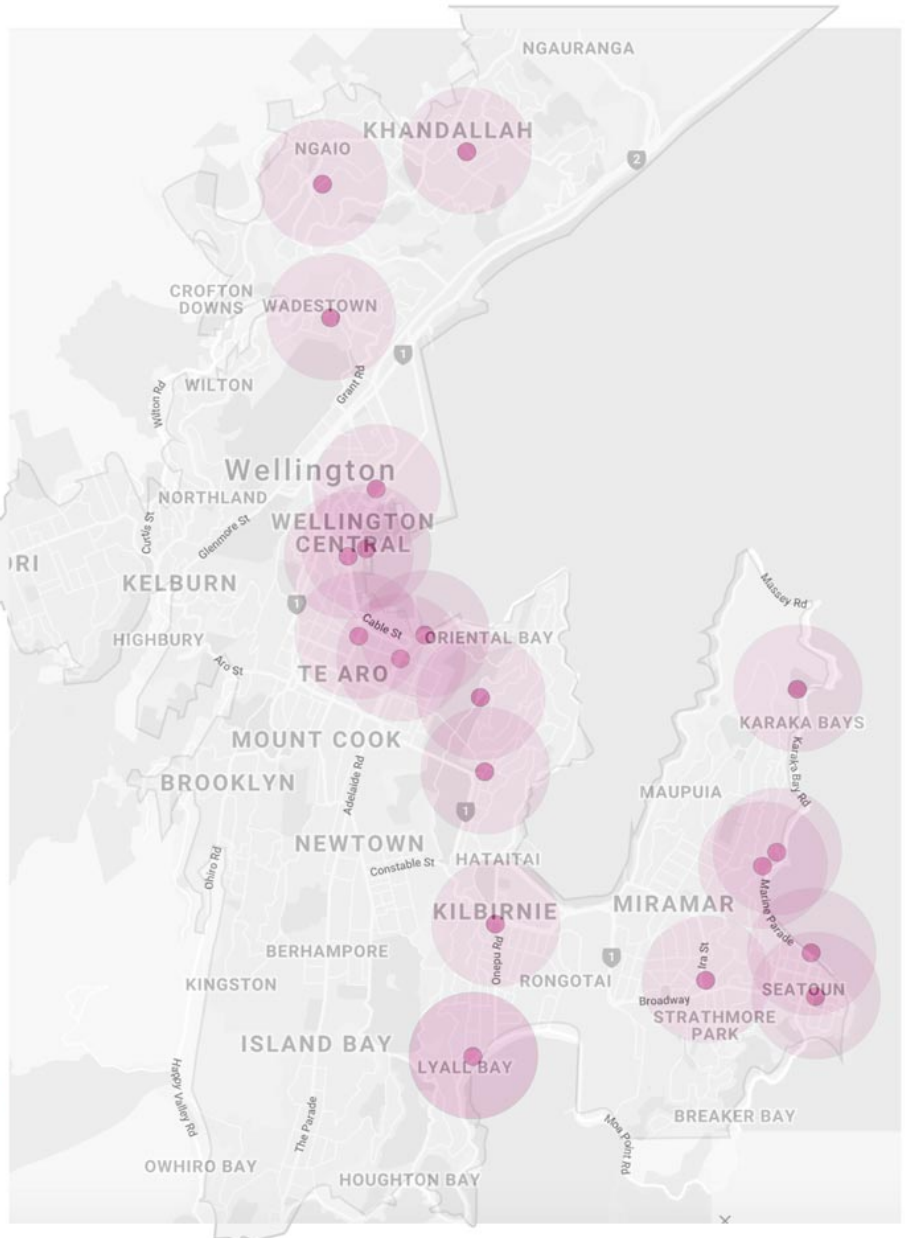 NGAURANGA
KHANDALLAH
NGAIO
2
CROFTON
DOWNS
WADESTOWN
1
WILTON
Grant Rd
Wilton Rd
Wellington
NORTHLAND
WELLINGTON
CENTRAL
Curtis St
Glenmore St
ORI
KELBURN
1
Massey Rd
HIGHBURY
Cable St
ORIENTAL BAY
Aro St
TE ARO
KARAKA BAYS
MOUNT COOK
BROOKLYN
Adelaide Rd
Karaka Bay Rd
MAUPUIA
1
NEWTOWN
HATAITAI
Constable St
Ohiro Rd
KILBIRNIE
MIRAMAR
Marine Parade
BERHAMPORE
Onepu Rd
1
Ira St
KINGSTON
RONGOTAI
SEATOUN
Broadway
STRATHMORE
PARK
ISLAND BAY
LYALL BAY
Happy Valley Rd
The Parade
BREAKER BAY
Moa Point Rd
OWHIRO BAY
HOUGHTON BAY